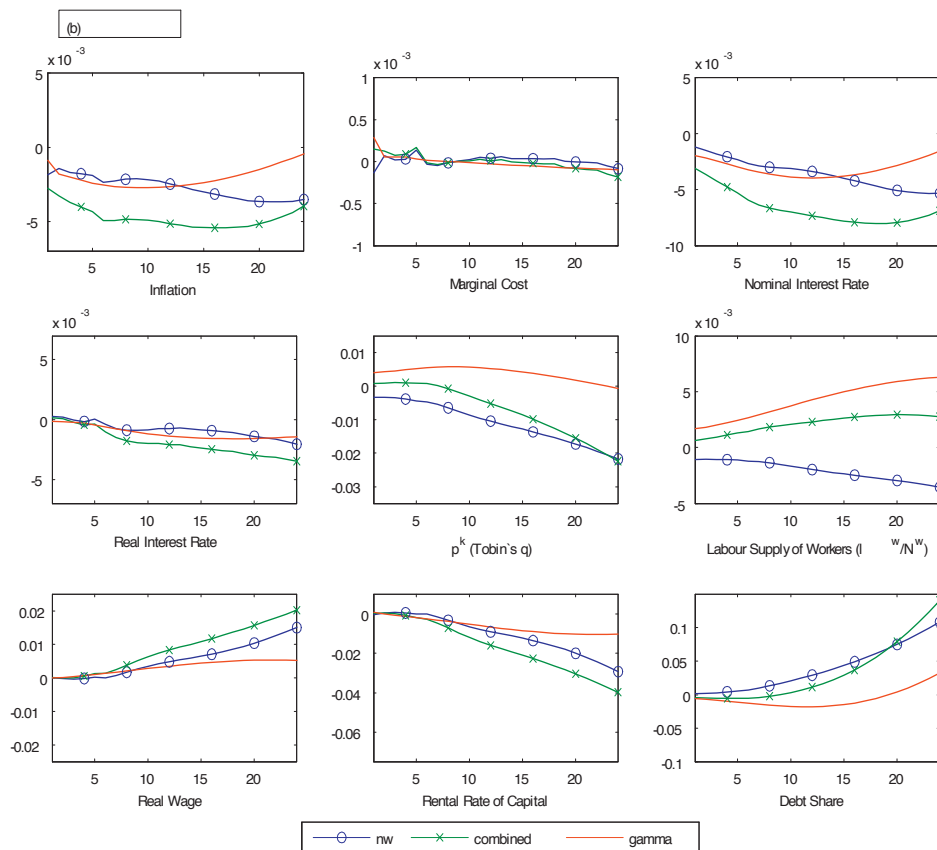 (b)
x 10 -3
5
0
-5
5 10 15 20
Inflation
x 10 -3
1
0.5
0
-0.5
-1
5 10 15 20
Marginal Cost
x 10 -3
5
0
-5
-10
5 10 15 20
Nominal Interest Rate
x 10 -3
5
0
-5
5 10 15 20
Real Interest Rate
0.01
0
-0.01
-0.02
-0.03
5 10 15 20
p k (Tobin`s q)
x 10 -3
10
5
0
-5
5 10 15 20
Labour Supply of Workers (l w/N w)
0.02
0.01
0
-0.01
-0.02
5 10 15 20
Real Wage
0
-0.02
-0.04
-0.06
5 10 15 20
Rental Rate of Capital
0.1
0.05
0
-0.05
-0.1
5 10 15 20
Debt Share
nw combined gamma